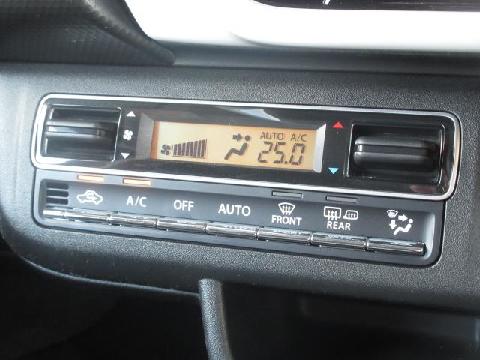 AUTO A/C
25.0
A/C OFF AUTO FRONT REAR